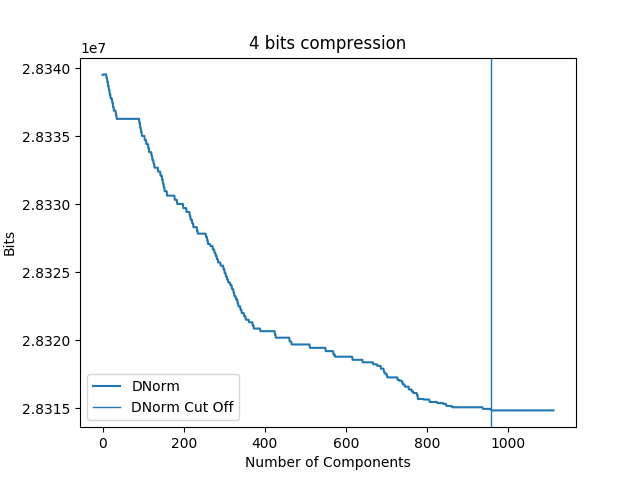 4 bits compression
1e7
2.8340
2.8335
2.8330
2.8325
2.8320
2.8315
Bits
DNorm
DNorm Cut Off
0 200 400 600 800 1000
Number of Components